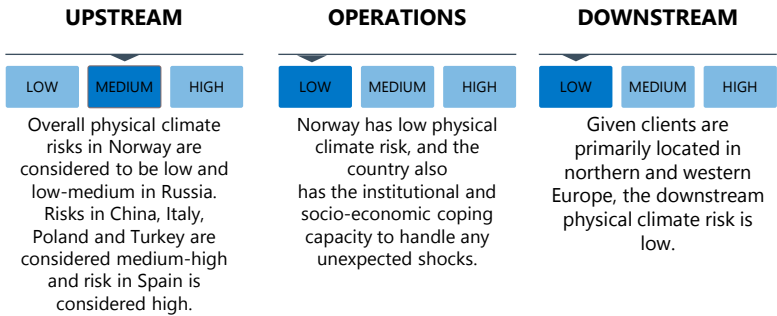 UPSTREAM
LOW MEDIUM HIGH
Overall physical climate
risks in Norway are
considered to be low and
low-medium in Russia.
Risks in China, Italy,
Poland and Turkey are
considered medium-high
and risk in Spain is
considered high.
OPERATIONS
LOW MEDIUM HIGH
Norway has low physical
climate risk, and the
country also
has the institutional and
socio-economic coping
capacity to handle any
unexpected shocks.
DOWNSTREAM
LOW MEDIUM HIGH
Given clients are
primarily located in
northern and western
Europe, the downstream
physical climate risk is
low.